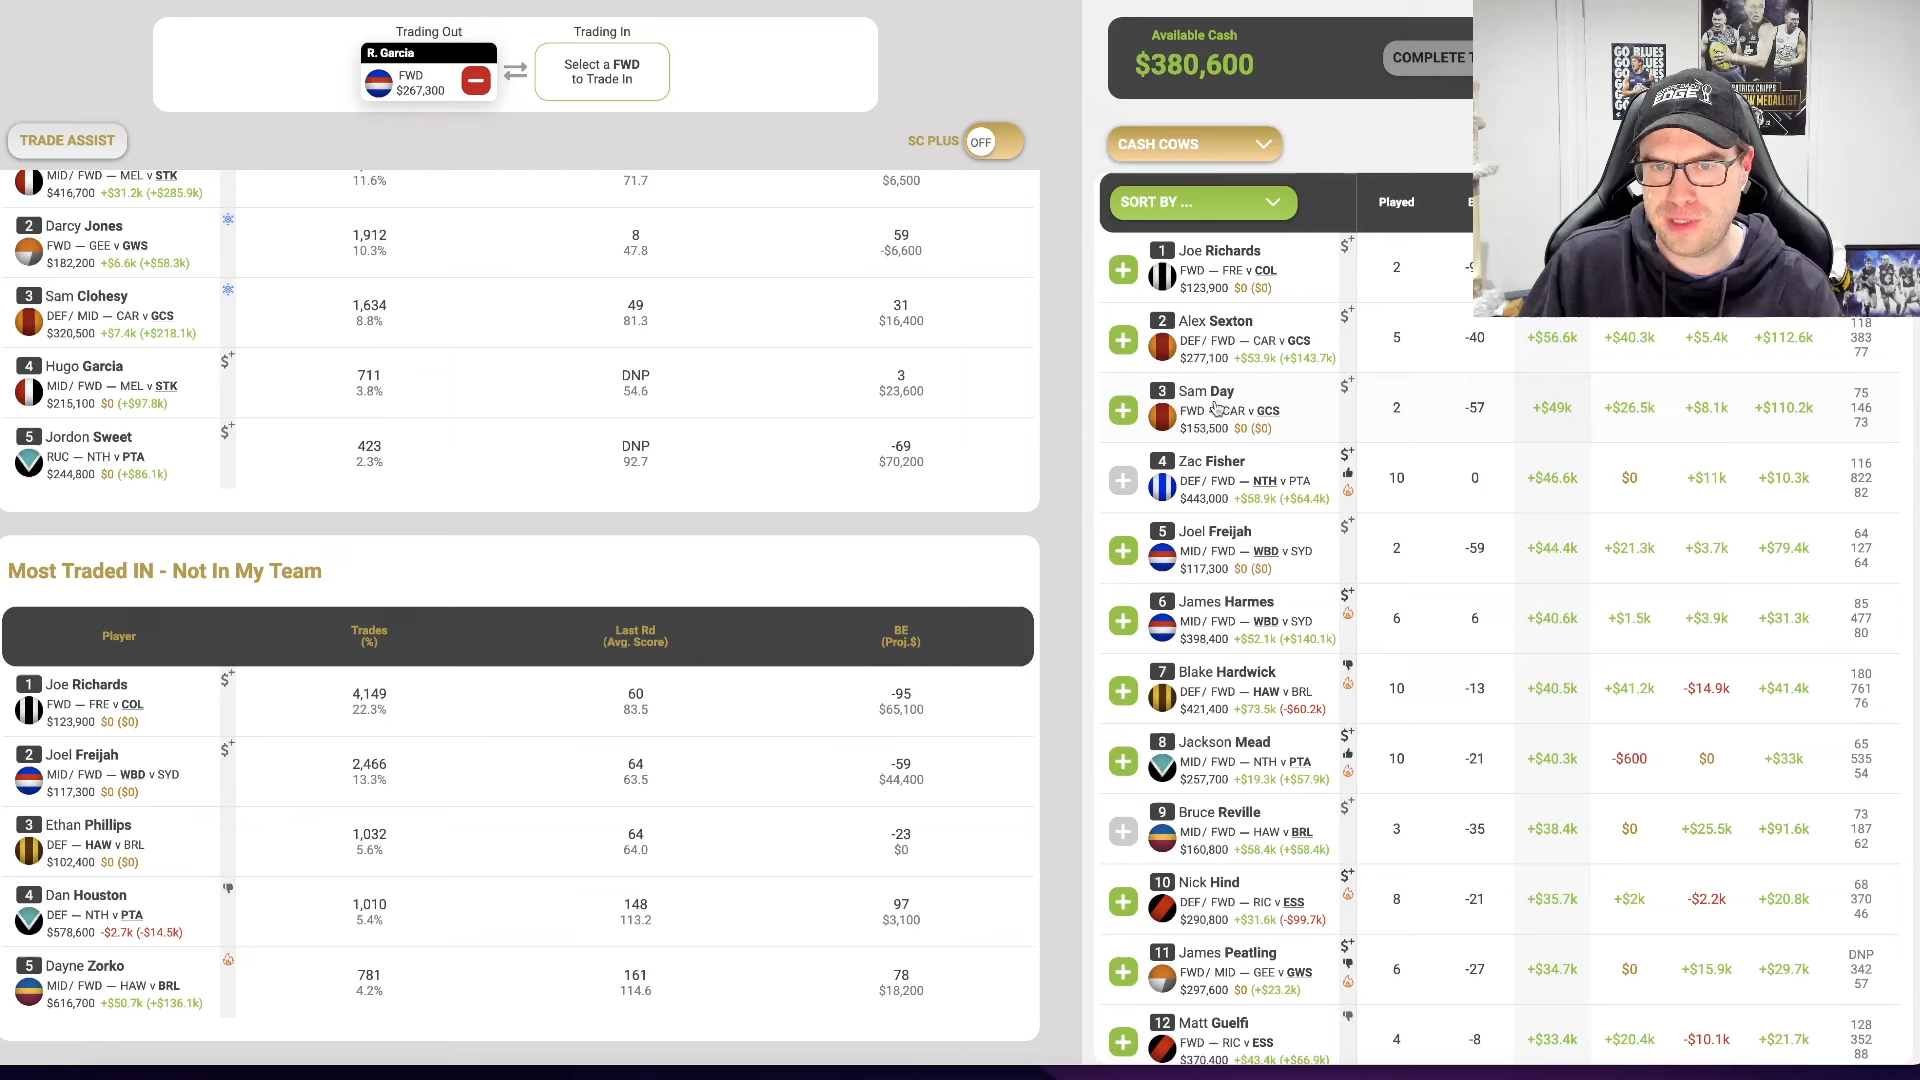 Trading Out
Trading In
R. Garcia
FWD
$267,300
Select a FWD
to Trade In
TRADE ASSIST
SC PLUS OFF
MID/ FWD — MEL v STK
$416,700 +$31.2k (+$285.9k)
11.6%
71.7
$6,500
2 Darcy Jones
FWD — GEE v GWS
$182,200 +$6.6k (+$58.3k)
1,912
10.3%
8
47.8
59
-$6,600
3 Sam Clohesy
DEF/ MID — CAR v GCS
$320,500 +$7.4k (+$218.1k)
1,634
8.8%
49
81.3
31
$16,400
4 Hugo Garcia
MID/ FWD — MEL v STK
$215,100 $0 (+$97.8k)
$+
711
3.8%
DNP
54.6
3
$23,600
5 Jordon Sweet
RUC — NTH v PTA
$244,800 $0 (+$86.1k)
$+
423
2.3%
DNP
92.7
-69
$70,200
Most Traded IN - Not In My Team
Player
Trades
(%)
Last Rd
(Avg. Score)
BE
(Proj.$)
1 Joe Richards
FWD — FRE v COL
$123,900 $0 ($0)
$+
4,149
22.3%
60
83.5
-95
$65,100
2 Joel Freijah
MID/ FWD — WBD v SYD
$117,300 $0 ($0)
$+
2,466
13.3%
64
63.5
-59
$44,400
3 Ethan Phillips
DEF — HAW v BRL
$102,400 $0 ($0)
1,032
5.6%
64
64.0
-23
$0
4 Dan Houston
DEF — NTH v PTA
$578,600 -$2.7k (-$14.5k)
1,010
5.4%
148
113.2
97
$3,100
5 Dayne Zorko
MID/ FWD — HAW v BRL
$616,700 +$50.7k (+$136.1k)
781
4.2%
161
114.6
78
$18,200
Available Cash
$380,600
COMPLETE
CASH COWS
SORT BY ...
Played
1 Joe Richards
FWD — FRE v COL
$123,900 $0 ($0)
$+
2
2 Alex Sexton
DEF/ FWD — CAR v GCS
$277,100 +$53.9k (+$143.7k)
$+
5
-40
+$56.6k
+$40.3k
+$5.4k
+$112.6k
118
383
77
3 Sam Day
FWD CAR v GCS
$153,500 $0 ($0)
$+
2
-57
+$49k
+$26.5k
+$8.1k
+$110.2k
75
146
73
4 Zac Fisher
DEF/ FWD — NTH v PTA
$443,000 +$58.9k (+$64.4k)
$+
10
0
+$46.6k
$0
+$11k
+$10.3k
116
822
82
5 Joel Freijah
MID/ FWD — WBD v SYD
$117,300 $0 ($0)
$+
2
-59
+$44.4k
+$21.3k
+$3.7k
+$79.4k
64
127
64
6 James Harmes
MID/ FWD — WBD v SYD
$398,400 +$52.1k (+$140.1k)
$+
6
6
+$40.6k
+$1.5k
+$3.9k
+$31.3k
85
477
80
7 Blake Hardwick
DEF/ FWD — HAW v BRL
$421,400 +$73.5k (-$60.2k)
10
-13
+$40.5k
+$41.2k
-$14.9k
+$41.4k
180
761
76
8 Jackson Mead
MID/ FWD — NTH v PTA
$257,700 +$19.3k (+$57.9k)
$+
10
-21
+$40.3k
-$600
$0
+$33k
65
535
54
9 Bruce Reville
MID/ FWD — HAW v BRL
$160,800 +$58.4k (+$58.4k)
$+
3
-35
+$38.4k
$0
+$25.5k
+$91.6k
73
187
62
10 Nick Hind
DEF/ FWD — RIC v ESS
$290,800 +$31.6k (-$99.7k)
$+
8
-21
+$35.7k
+$2k
-$2.2k
+$20.8k
68
370
46
11 James Peatling
FWD/ MID — GEE v GWS
$297,600 $0 (+$23.2k)
$+
6
-27
+$34.7k
$0
+$15.9k
+$29.7k
DNP
342
57
12 Matt Guelfi
FWD — RIC v ESS
$370,400 +$43.4k (+$66.9k)
4
-8
+$33.4k
+$20.4k
-$10.1k
+$21.7k
128
352
88
GO BLUES
EDGE
PATRICK CRIPPS
MEDALLIST